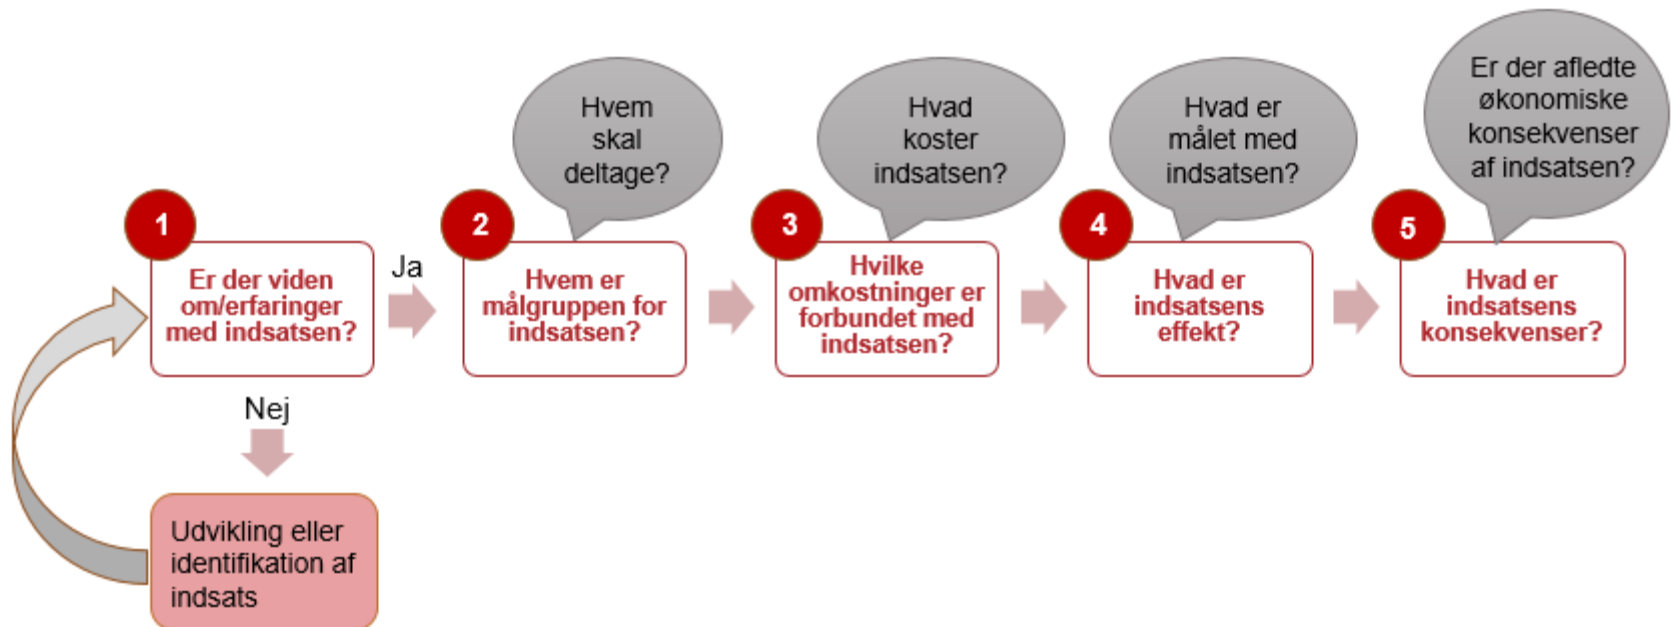 1
Er der viden
om/erfaringer
med indsatsen?
Ja
Nej
Udvikling eller
identifikation af
indsats
Hvem
skal
deltage?
2
Hvem er
målgruppen for
indsatsen?
Hvad
koster
indsatsen?
3
Hvilke
omkostninger er
forbundet med
indsatsen?
Hvad er
målet med
indsatsen?
4
Hvad er
indsatsens
effekt?
Er der afledte
økonomiske
konsekvenser
af indsatsen?
5
Hvad er
indsatsens
konsekvenser?